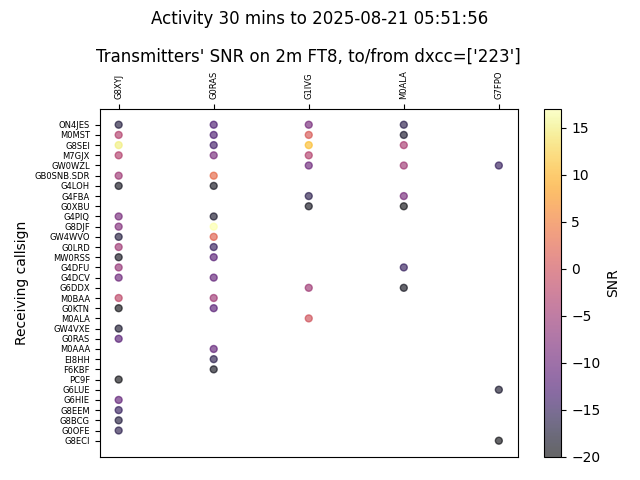 Activity 30 mins to 2025-08-21 05:51:56
Transmitters' SNR on 2m FT8, to/from dxcc=['223']
G8XYJ
G0RAS
G1IVG
M0ALA
G7FPO
ON4JES
M0MST
G8SEI
M7GJX
GW0WZL
GB0SNB.SDR
G4LOH
G4FBA
G0XBU
G4PIQ
G8DJF
GW4WVO
G0LRD
MW0RSS
G4DFU
G4DCV
G6DDX
M0BAA
G0KTN
M0ALA
GW4VXE
G0RAS
M0AAA
EI8HH
F6KBF
PC9F
G6LUE
G6HIE
G8EEM
G8BCG
G0OFE
G8ECI
Receiving callsign
15
10
5
0
−5
−10
−15
−20
SNR